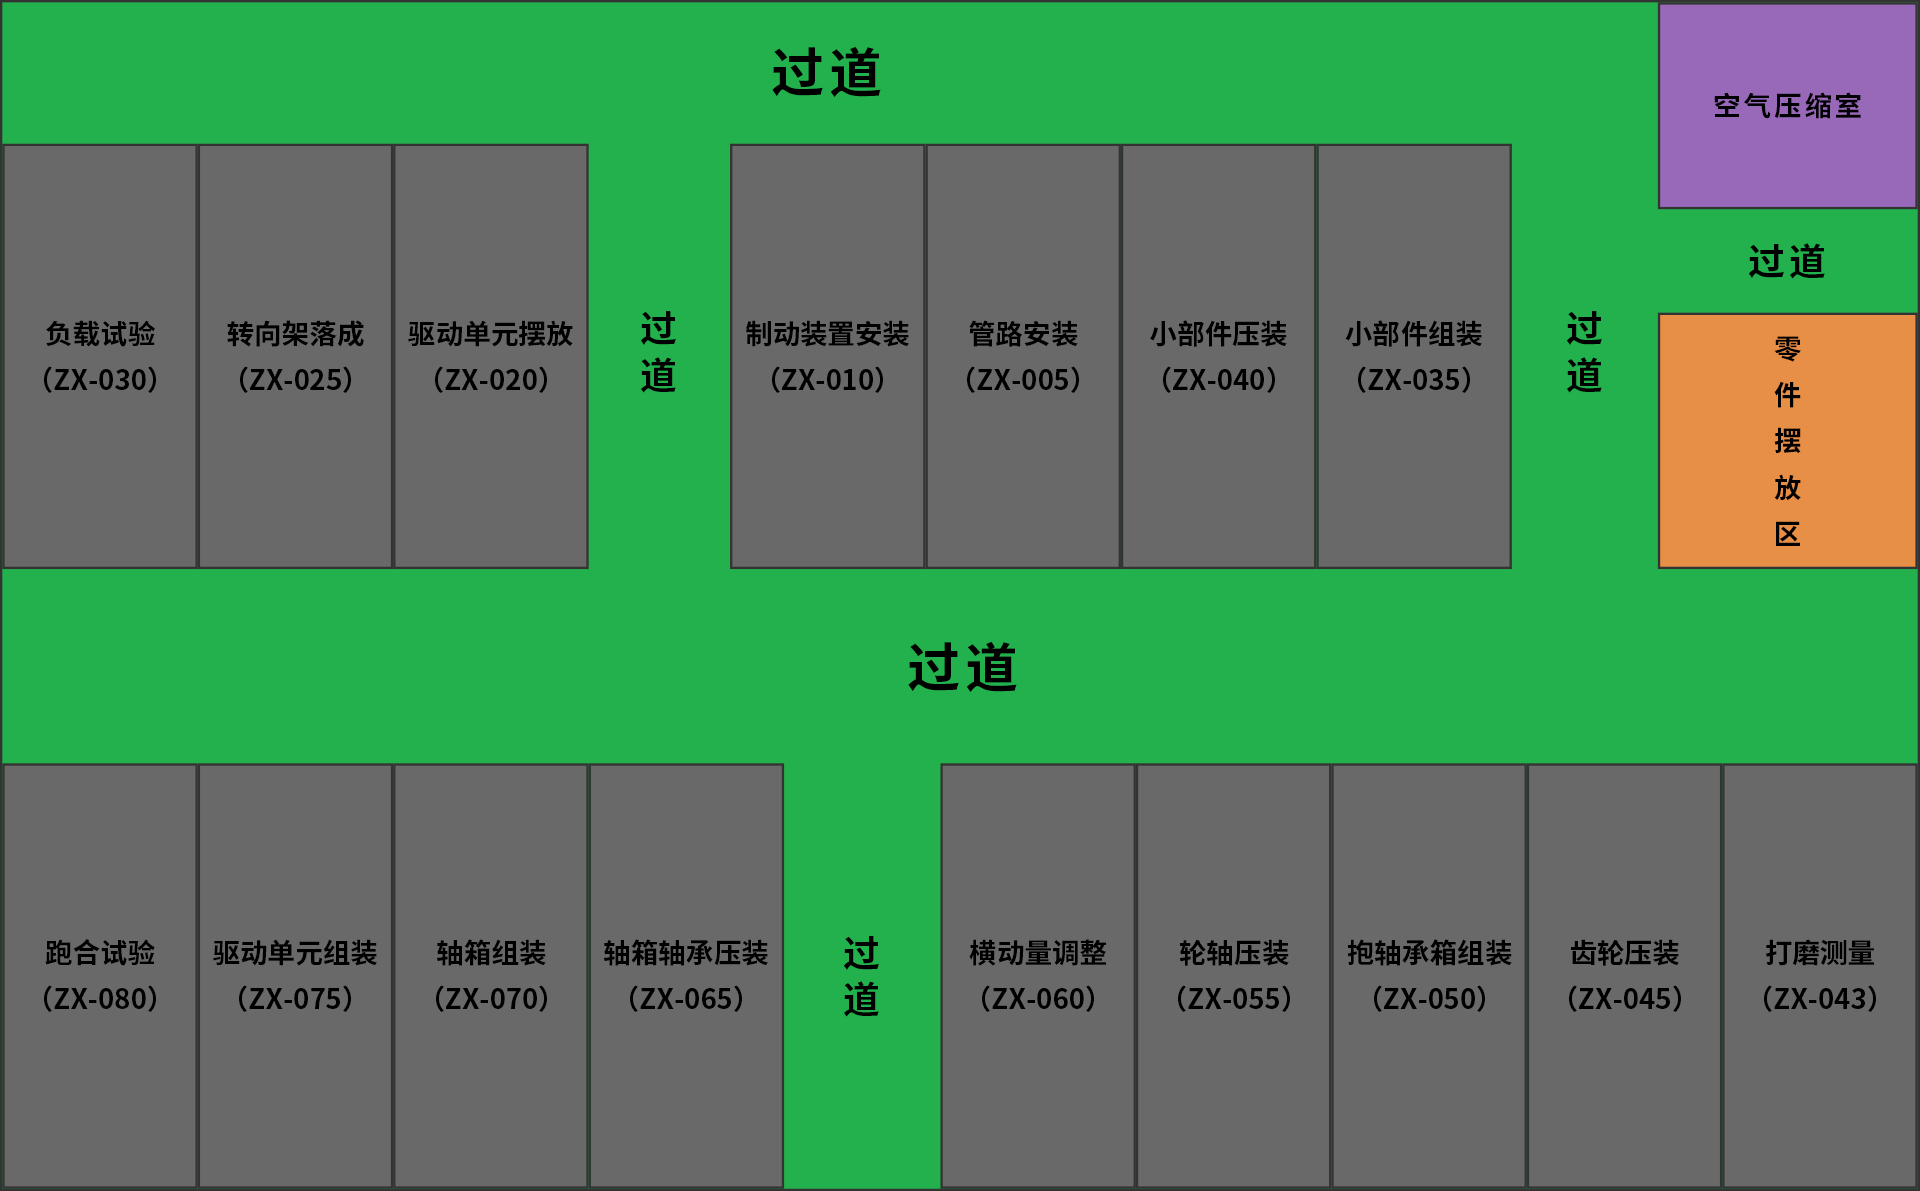 过道
空气压缩室
过道
负载试验
（ZX-030）
转向架落成
（ZX-025）
驱动单元摆放
（ZX-020）
过
道
制动装置安装
（ZX-010）
管路安装
（ZX-005）
小部件压装
（ZX-040）
小部件组装
（ZX-035）
过
道
零
件
摆
放
区
过道
跑合试验
（ZX-080）
驱动单元组装
（ZX-075）
轴箱组装
（ZX-070）
轴箱轴承压装
（ZX-065）
过
道
横动量调整
（ZX-060）
轮轴压装
（ZX-055）
抱轴承箱组装
（ZX-050）
齿轮压装
（ZX-045）
打磨测量
（ZX-043）